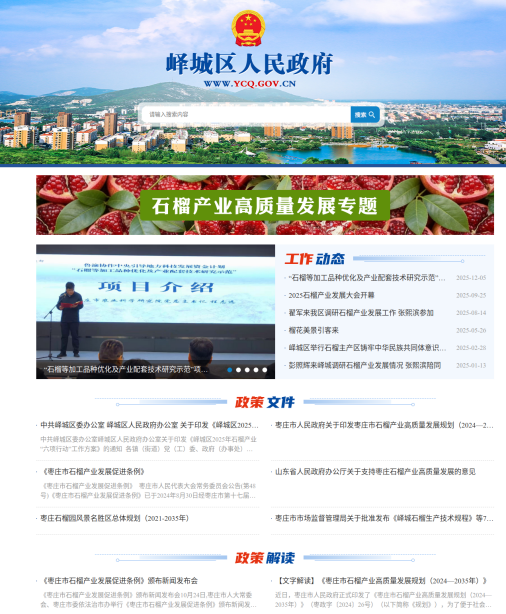 峄城区人民政府
WWW.YCQ.GOV.CN
请输入搜索内容
搜索
石榴产业高质量发展专题
鲁渝协作中央引导地方科技发展资金计划
“石榴等加工品种优化及产业配套技术研究示范”
项目介绍
“石榴等加工品种优化及产业配套技术研究示范”项…
工作动态
“石榴等加工品种优化及产业配套技术研究示范”… 2025-12-03
2025石榴产业发展大会开幕 2025-09-25
翟军来我区调研石榴产业发展工作 张熙滨参加 2025-08-14
榴花美景引客来 2025-05-26
峄城区举行石榴主产区铸牢中华民族共同体意识… 2025-02-26
彭照辉来峄城调研石榴产业发展情况 张熙滨陪同 2025-01-13
政策文件
中共峄城区委办公室 峄城区人民政府办公室 关于印发《峄城区2025…
中共峄城区委办公室峄城区人民政府办公室关于印发《峄城区2025年石榴产业
“六项行动”工作方案》的通知 各镇（街道）党（工）委、政府（办事处）…
枣庄市人民政府关于印发枣庄市石榴产业高质量发展规划（2024—2…
《枣庄市石榴产业发展促进条例》
《枣庄市石榴产业发展促进条例》 枣庄市人民代表大会常务委员会公告(第46
号)《枣庄市石榴产业发展促进条例》已于2024年8月30日经枣庄市第十七届…
山东省人民政府办公厅关于支持枣庄石榴产业高质量发展的意见
枣庄石榴园风景名胜区总体规划（2021-2035年）
枣庄市市场监督管理局关于批准发布《峄城石榴生产技术规程》等7…
政策解读
《枣庄市石榴产业发展促进条例》颁布新闻发布会
《枣庄市石榴产业发展促进条例》颁布新闻发布会10月24日,枣庄市人大常委
会、枣庄市委依法治市办举行《枣庄市石榴产业发展促进条例》颁布新闻发…
【文字解读】《枣庄市石榴产业高质量发展规划（2024—2035年）》
近日，枣庄市人民政府正式印发了《枣庄市石榴产业高质量发展规划（2024—
2035年）》（枣政字〔2024〕26号）（以下简称《规划》），为了便于社会…